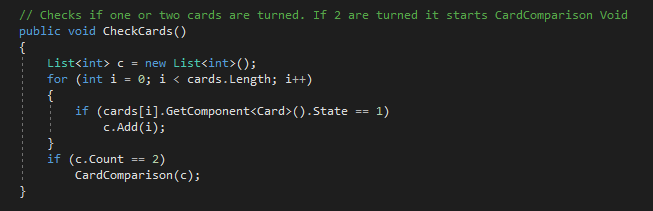 // Checks if one or two cards are turned. If 2 are turned it starts CardComparison Void
public void CheckCards()
{
    List<int> c = new List<int>();
    for (int i = 0; i < cards.Length; i++)
    {
        if (cards[i].GetComponent<Card>().State == 1)
            c.Add(i);
    }
    if (c.Count == 2)
        CardComparison(c);
}